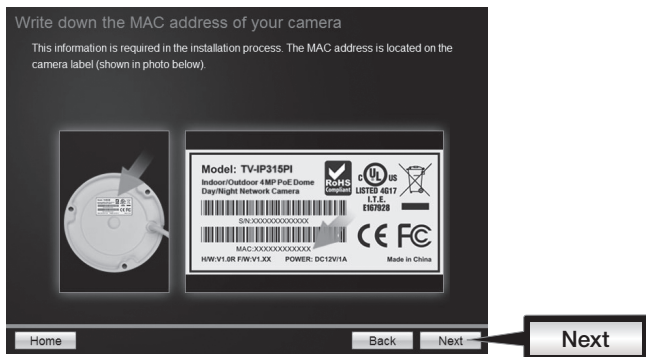 Write down the MAC address of your camera
This information is required in the installation process. The MAC address is located on the
camera label (shown in photo below).
Model: TV-IP315PI
Indoor/Outdoor 4MP PoE Dome
Day/Night Network Camera
RoHS
Compliant
C UL US
LISTED 4G17
I.T.E.
E167928
S/N:XXXXXXXXXXXXX
MAC:XXXXXXXXXXXX
CE FC
H/W:V1.0R F/W:V1.XX POWER: DC12V/1A Made in China
Home Back Next
Next